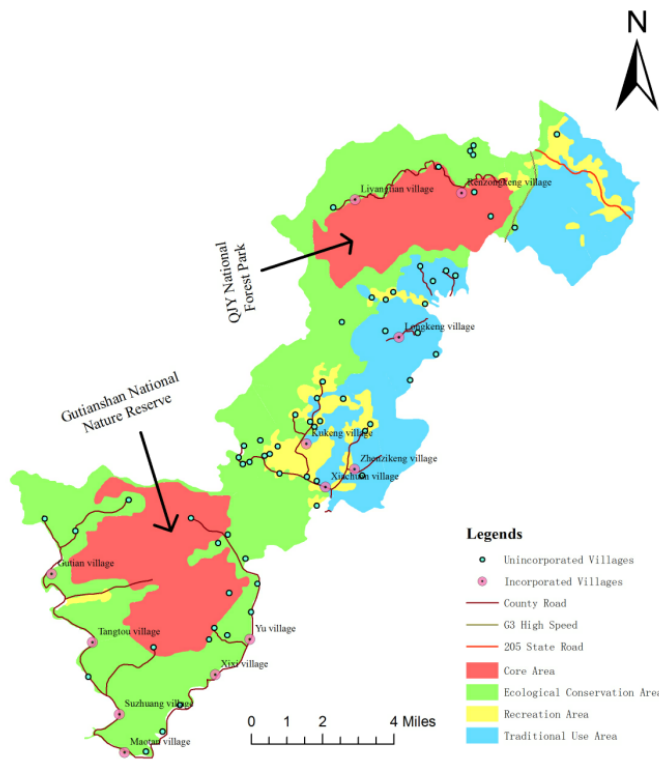 N
Liyangtian village
Renzongkeng village
QJY National
Forest Park
Longkeng village
Gutianshan National
Nature Reserve
Kukeng village
Zhenzikeng village
Xiachuan village
Gutian village
Tangtou village
Yu village
Xixi village
Suzhuang village
Maotan village
0 2 4 Miles
Legends
Unincorporated Villages
Incorporated Villages
County Road
G3 High Speed
205 State Road
Core Area
Ecological Conservation Area
Recreation Area
Traditional Use Area